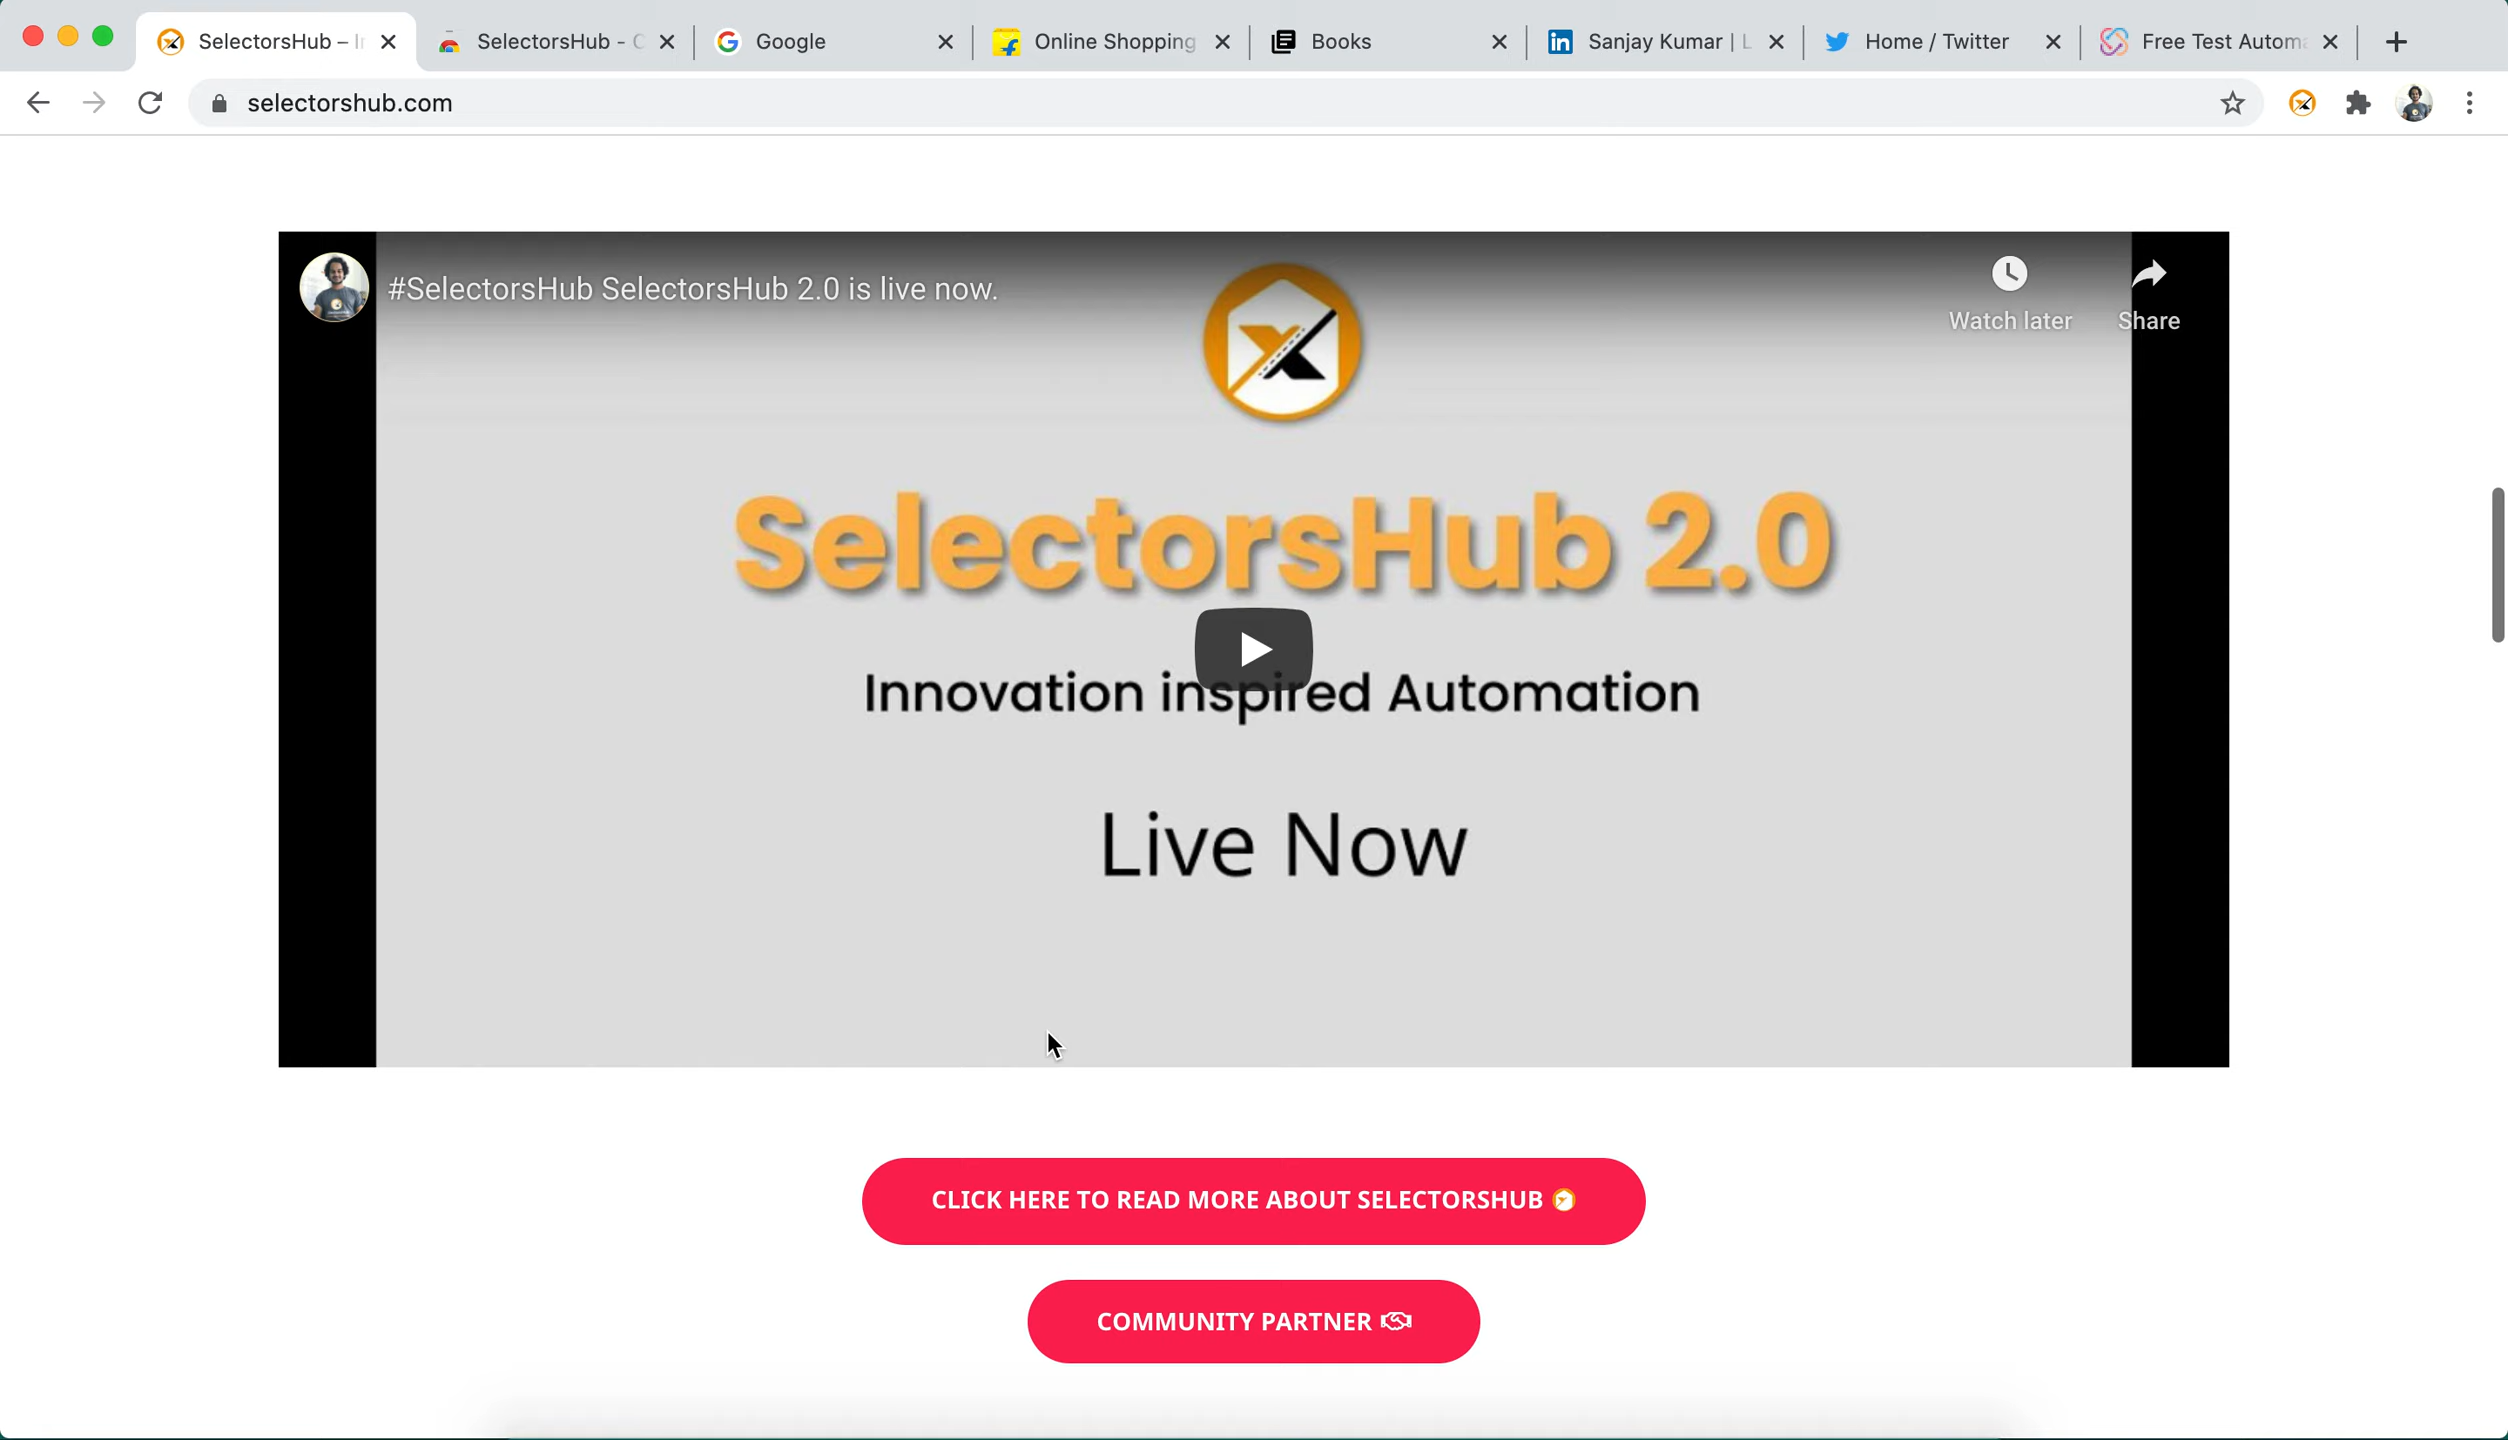 SelectorsHub – I
SelectorsHub - C
Google
Online Shopping
Books
Sanjay Kumar | L
Home / Twitter
Free Test Autom
selectorshub.com
#SelectorsHub SelectorsHub 2.0 is live now.
Watch later
Share
SelectorsHub 2.0
Innovation inspired Automation
Live Now
CLICK HERE TO READ MORE ABOUT SELECTORSHUB
COMMUNITY PARTNER